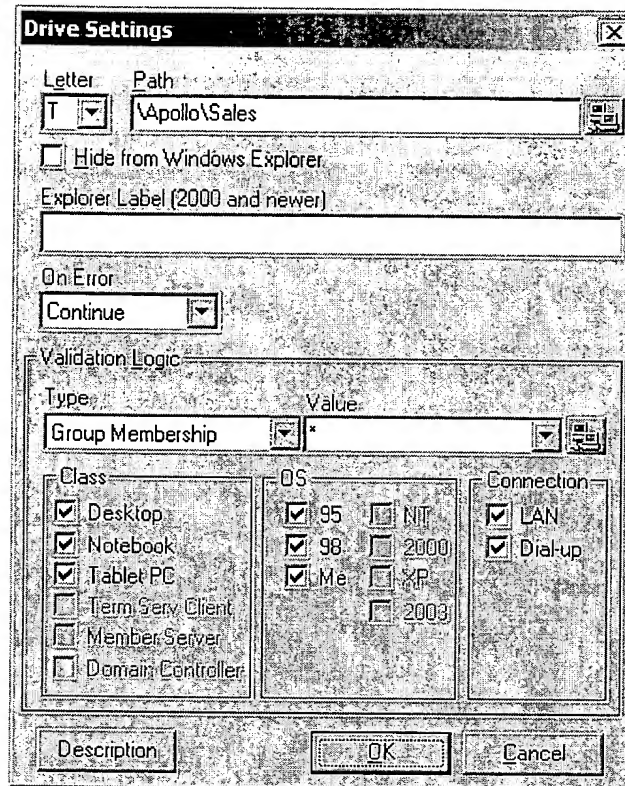 Drive Settings
Letter Path
T \Apollo\Sales
Hide from Windows Explorer
Explorer Label (2000 and newer)
On Error
Continue
Validation Logic
Type Value
Group Membership *
Class OS Connection
Desktop 95 NT LAN
Notebook 98 2000 Dial-up
Tablet PC Me XP
Term Serv Client 2003
Member Server
Domain Controller
Description OK Cancel